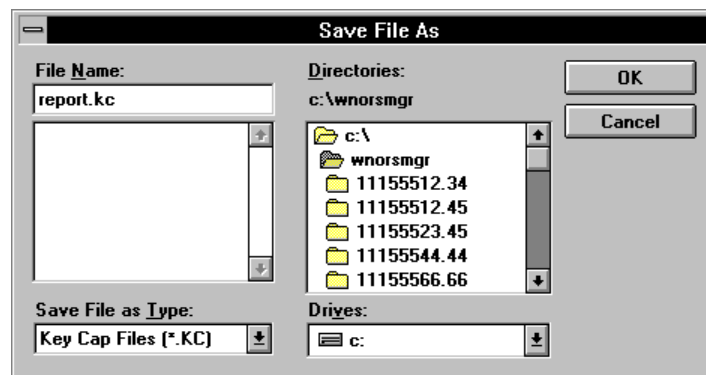 Save File As
File Name:
report.kc
Directories:
c:\wnorsmgr
OK
Cancel
c:\
wnorsmgr
11155512.34
11155512.45
11155523.45
11155544.44
11155566.66
Save File as Type:
Key Cap Files (*.KC)
Drives:
c: